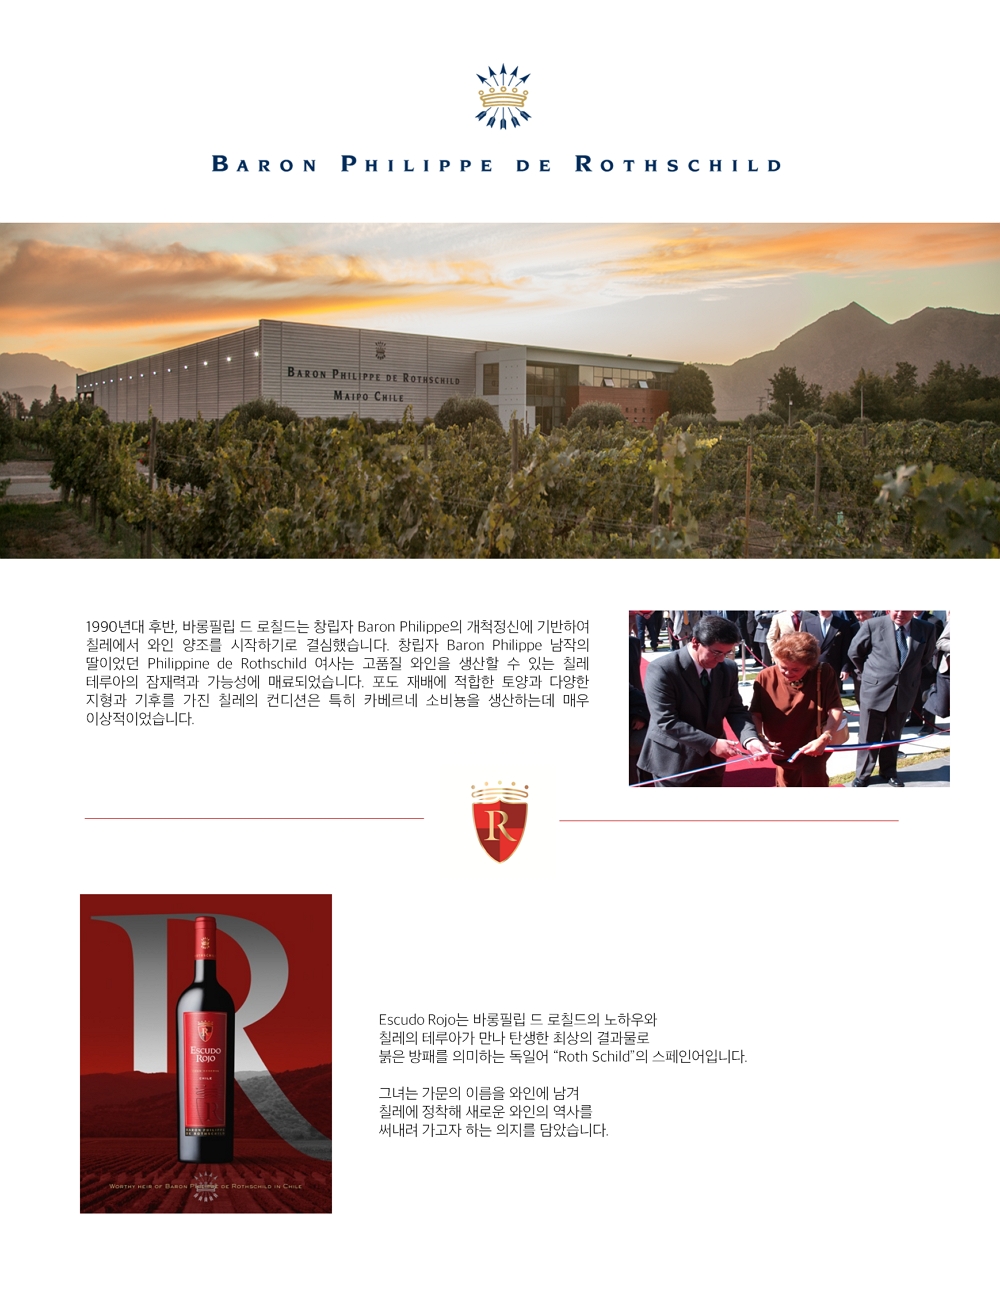 BARON PHILIPPE DE ROTHSCHILD
BARON PHILIPPE DE ROTHSCHILD
MAIPO CHILE
1990년대 후반, 바롱필립 드 로칠드는 창립자 Baron Philippe의 개척정신에 기반하여
칠레에서 와인 양조를 시작하기로 결심했습니다. 창립자 Baron Philippe 남작의
딸이었던 Philippine de Rothschild 여사는 고품질 와인을 생산할 수 있는 칠레
테루아의 잠재력과 가능성에 매료되었습니다. 포도 재배에 적합한 토양과 다양한
지형과 기후를 가진 칠레의 컨디션은 특히 카베르네 소비뇽을 생산하는데 매우
이상적이었습니다.
R
R
R
ESCUDO
ROJO
CHILE
BARON PHILIPPE
DE ROTHSCHILD
WORTHY HEIR OF BARON PHILIPPE DE ROTHSCHILD IN CHILE
Escudo Rojo는 바롱필립 드 로칠드의 노하우와
칠레의 테루아가 만나 탄생한 최상의 결과물로
붉은 방패를 의미하는 독일어 “Roth Schild”의 스페인어입니다.
그녀는 가문의 이름을 와인에 남겨
칠레에 정착해 새로운 와인의 역사를
써내려 가고자 하는 의지를 담았습니다.